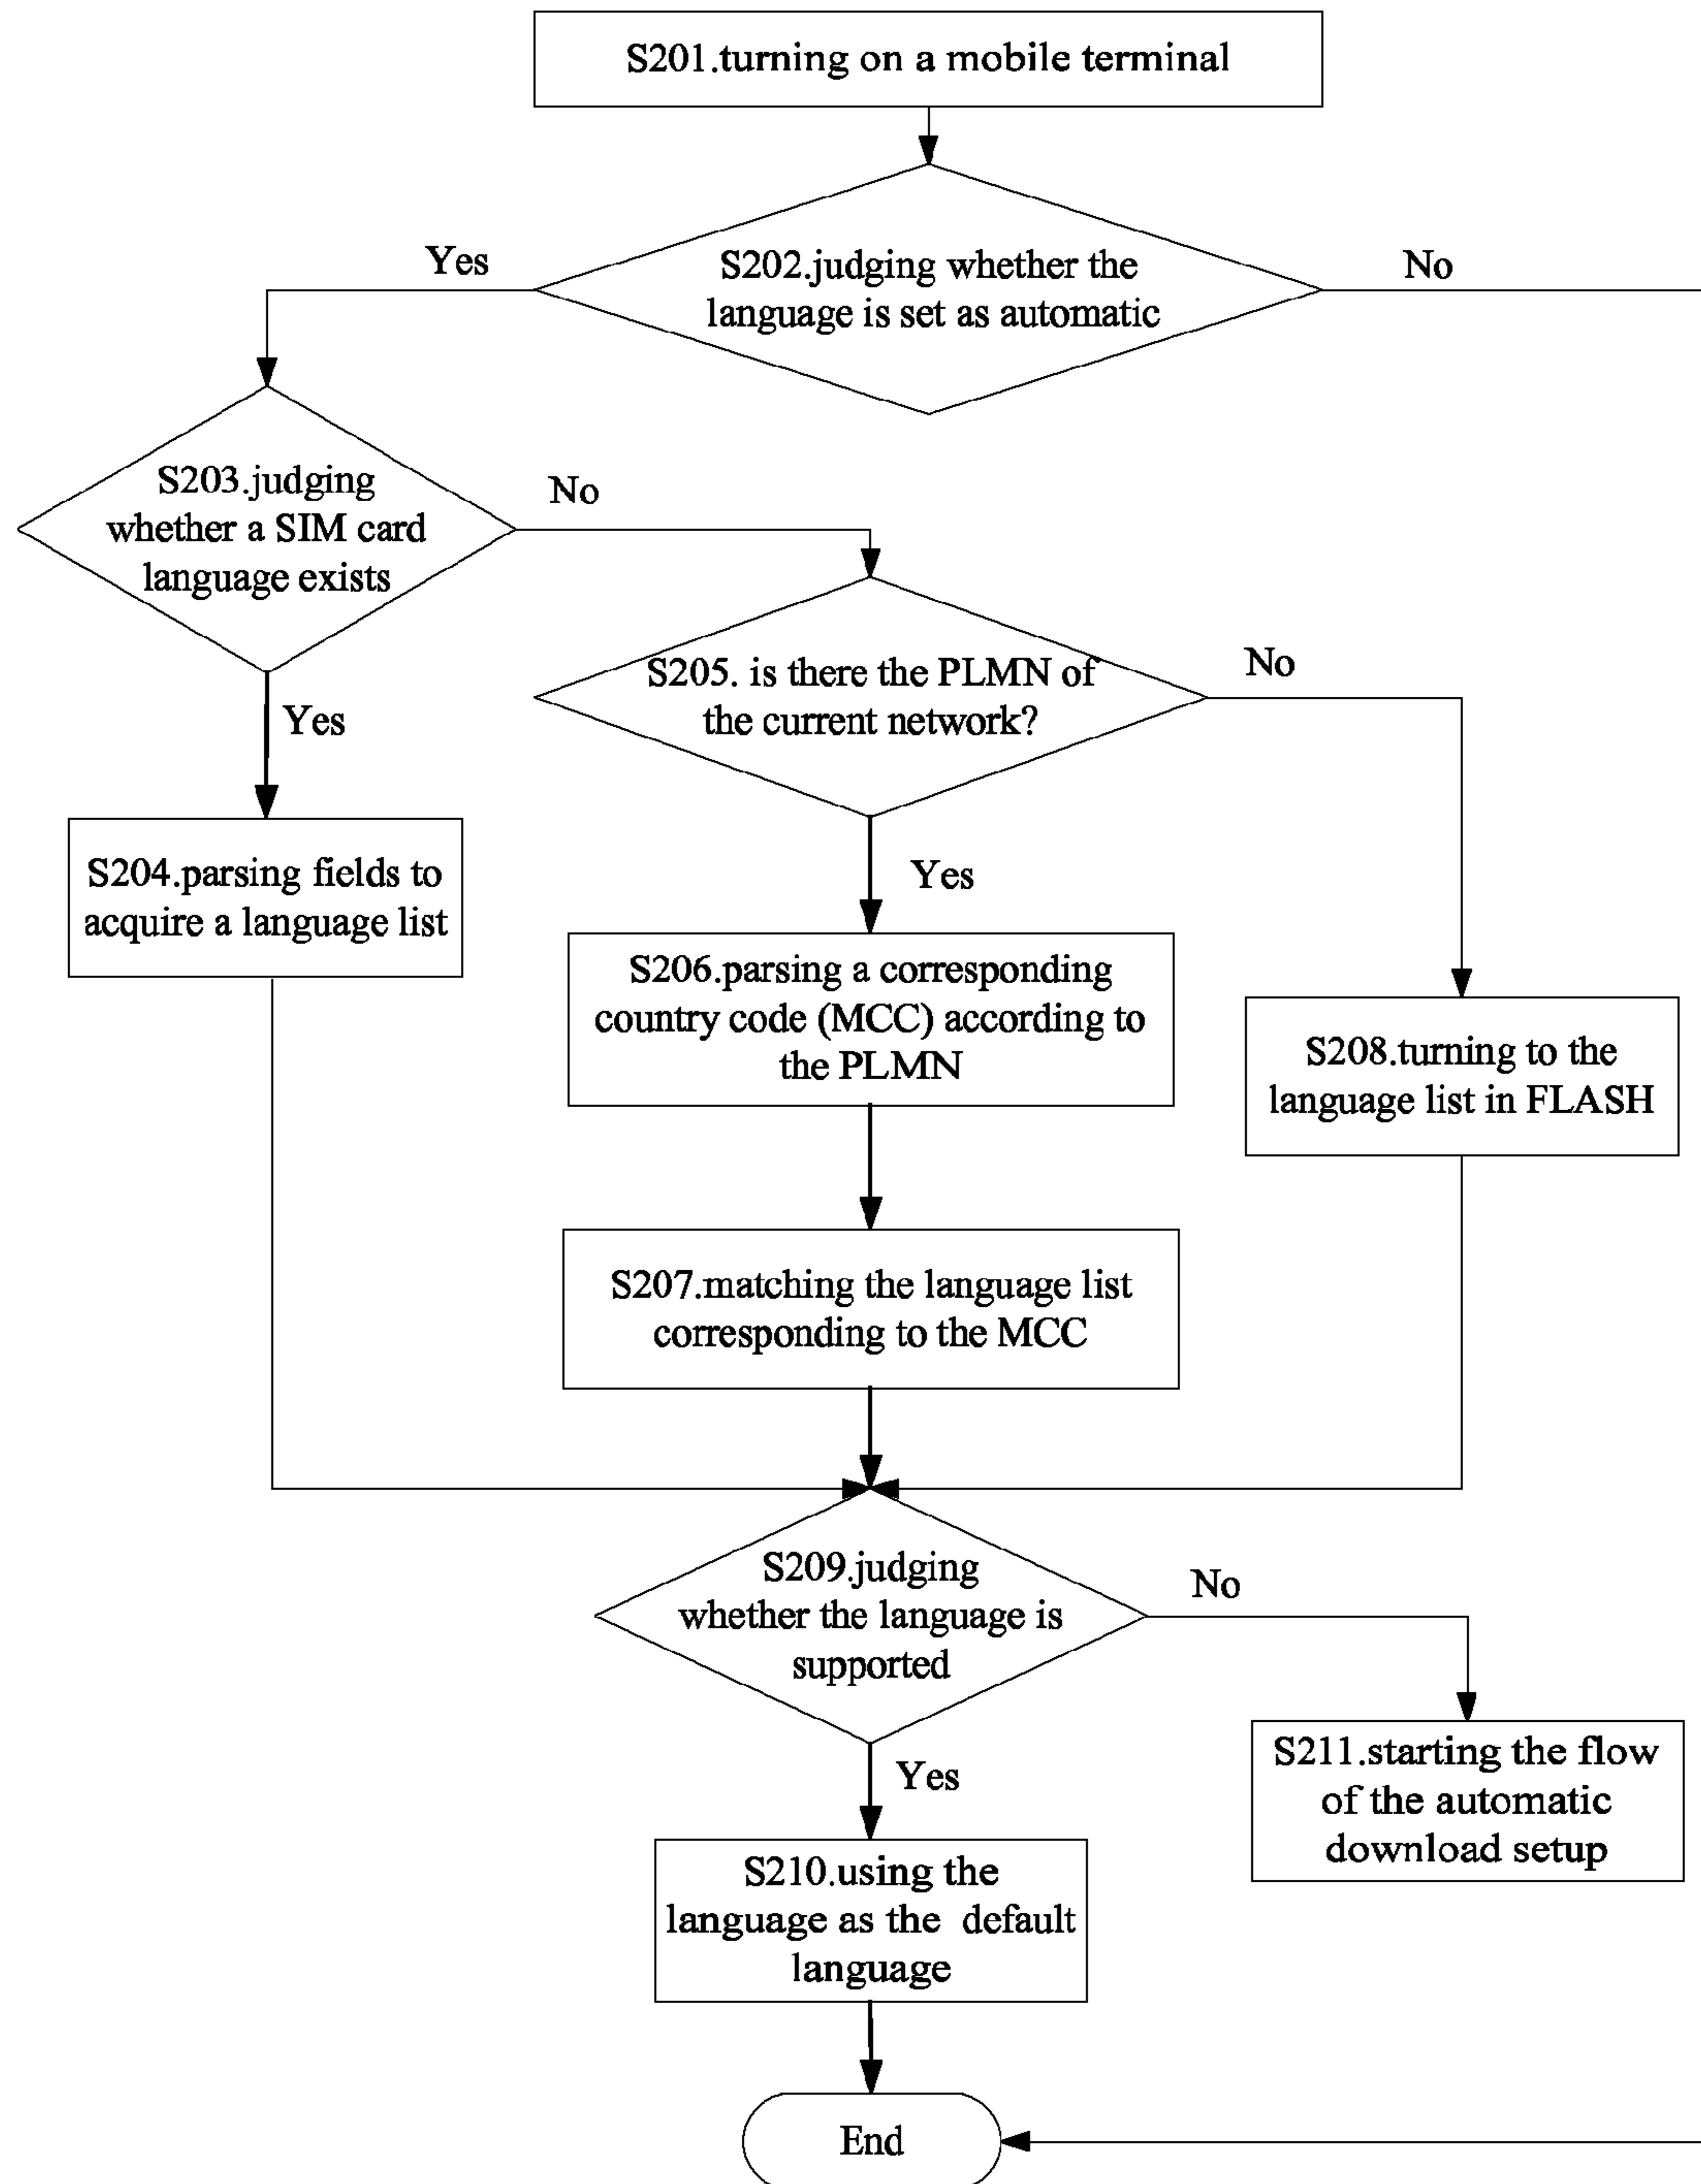 S201.turning on a mobile terminal
Yes
S202.judging whether the
language is set as automatic
No
S203.judging
whether a SIM card
language exists
No
Yes
S205. is there the PLMN of
the current network?
No
S204.parsing fields to
acquire a language list
Yes
S206.parsing a corresponding
country code (MCC) according to
the PLMN
S208.turning to the
language list in FLASH
S207.matching the language list
corresponding to the MCC
S209.judging
whether the language is
supported
No
Yes
S211.starting the flow
of the automatic
download setup
S210.using the
language as the default
language
End